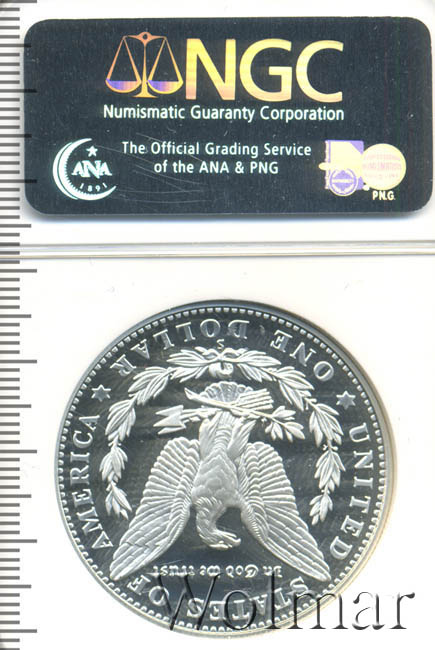 NGC
Numismatic Guaranty Corporation
The Official Grading Service
of the ANA & PNG
ANA
1891
P.N.G.
UNITED STATES OF AMERICA
In God we trust
ONE DOLLAR
S
Wolmar